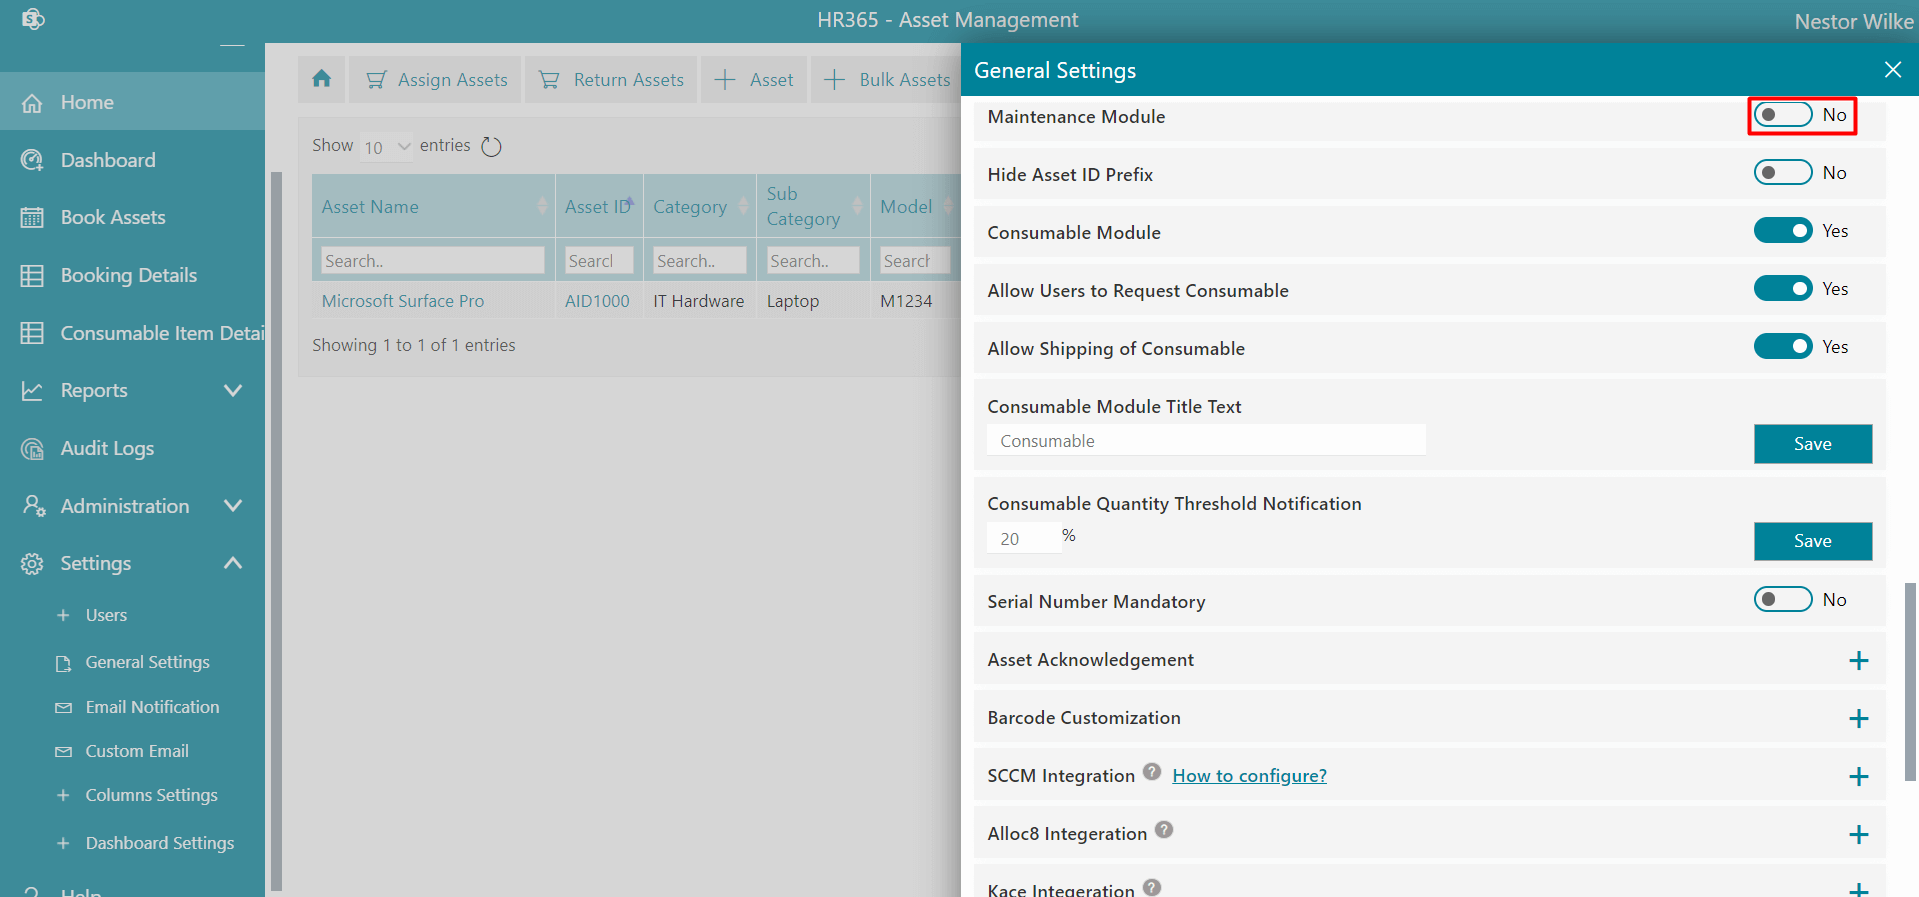 HR365 - Asset Management
Nestor Wilke
Home
Dashboard
Book Assets
Booking Details
Consumable Item Detai
Reports
Audit Logs
Administration
Settings
Users
General Settings
Email Notification
Custom Email
Columns Settings
Dashboard Settings
Help
Assign Assets
Return Assets
Asset
Bulk Assets
Show 10 entries
Asset Name
Asset ID
Category
Sub
Category
Model
Search..
Search
Search..
Search..
Search
Microsoft Surface Pro
AID1000
IT Hardware
Laptop
M1234
Showing 1 to 1 of 1 entries
General Settings
Maintenance Module
No
Hide Asset ID Prefix
No
Consumable Module
Yes
Allow Users to Request Consumable
Yes
Allow Shipping of Consumable
Yes
Consumable Module Title Text
Consumable
Save
Consumable Quantity Threshold Notification
20 %
Save
Serial Number Mandatory
No
Asset Acknowledgement
Barcode Customization
SCCM Integration ? How to configure?
Alloc8 Integeration ?
Kace Integeration ?